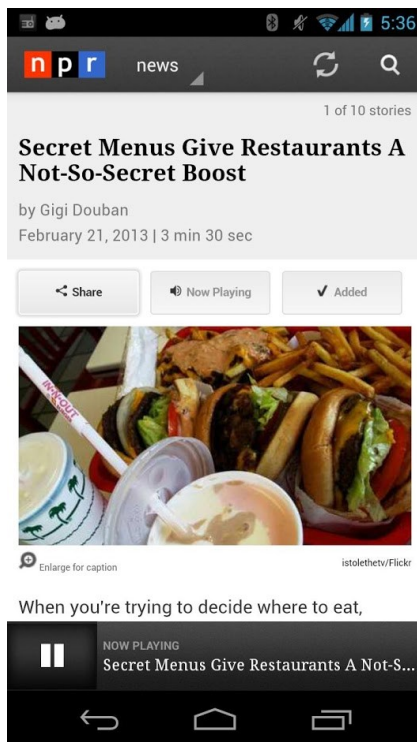 5:36
npr
news
1 of 10 stories
Secret Menus Give Restaurants A
Not-So-Secret Boost
by Gigi Douban
February 21, 2013 | 3 min 30 sec
Share
Now Playing
Added
IN-N-OUT
Enlarge for caption
istolethetv/Flickr
When you're trying to decide where to eat,
NOW PLAYING
Secret Menus Give Restaurants A Not-S...